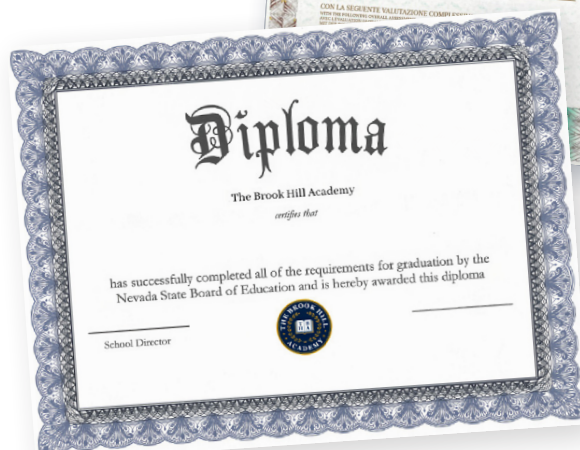 CON LA SEGUENTE VALUTAZIONE
Diploma
The Brook Hill Academy
certifies that
has successfully completed all of the requirements for graduation by the
Nevada State Board of Education and is hereby awarded this diploma
School Director
THE BROOK HILL
ACADEMY